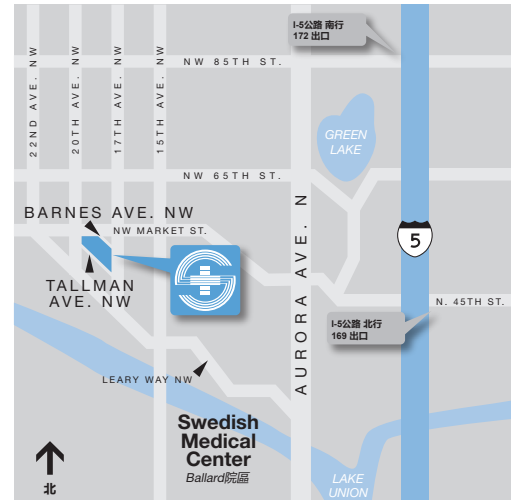 I-5公路 南行
172 出口
NW 85TH ST.
22ND AVE. NW
20TH AVE. NW
17TH AVE. NW
15TH AVE. NW
GREEN
LAKE
NW 65TH ST.
AURORA AVE. N
BARNES AVE. NW
NW MARKET ST.
5
TALLMAN
AVE. NW
N. 45TH ST.
I-5公路 北行
169 出口
LEARY WAY NW
Swedish
Medical
Center
Ballard院區
北
LAKE
UNION